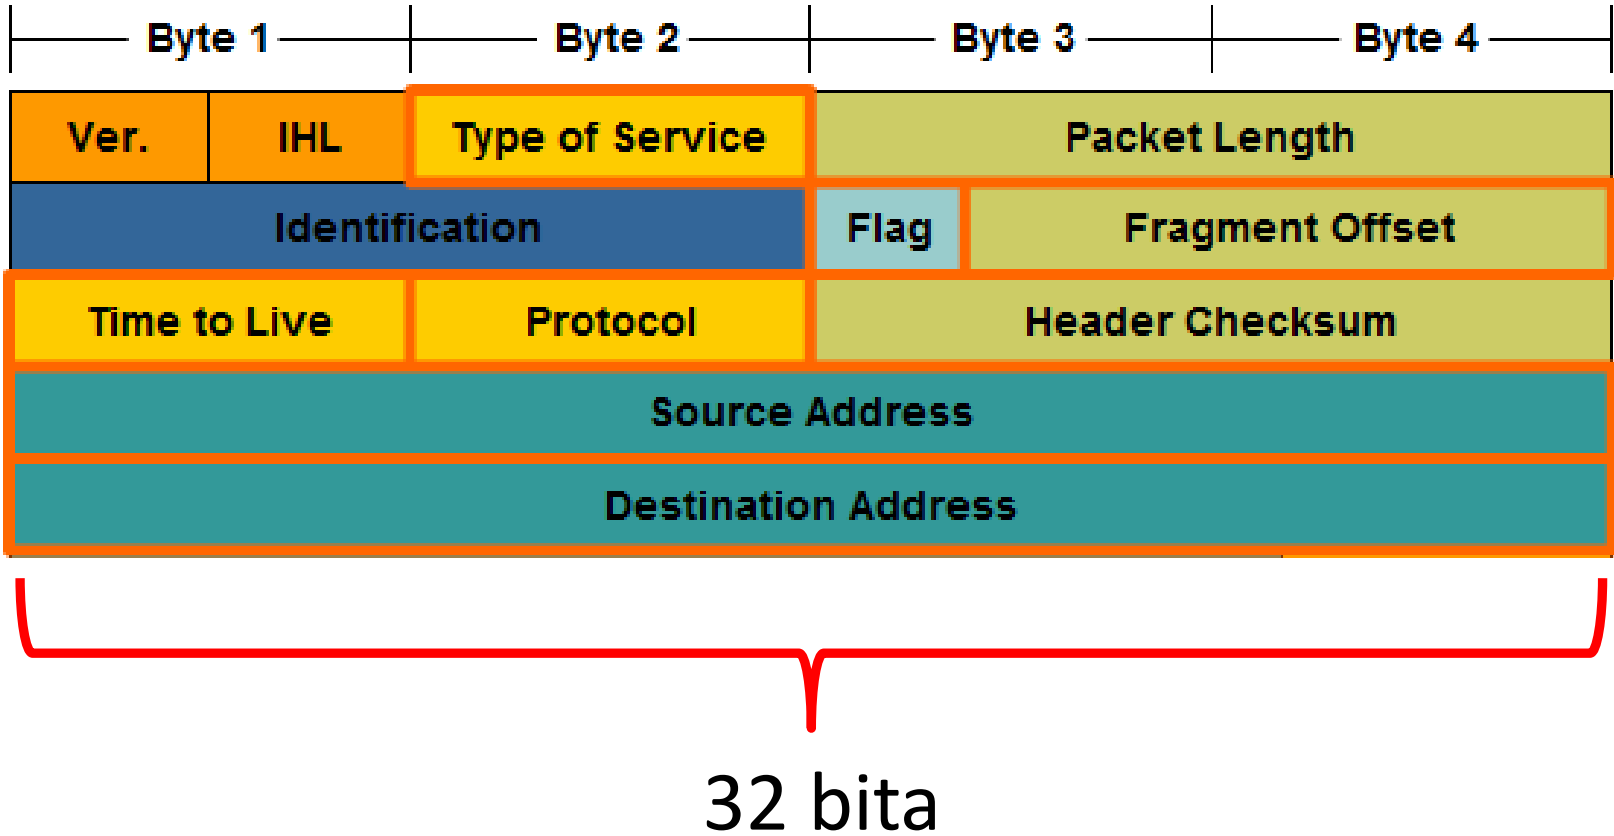 Byte 1 Byte 2 Byte 3 Byte 4
Ver. IHL Type of Service Packet Length
Identification Flag Fragment Offset
Time to Live Protocol Header Checksum
Source Address
Destination Address
32 bita